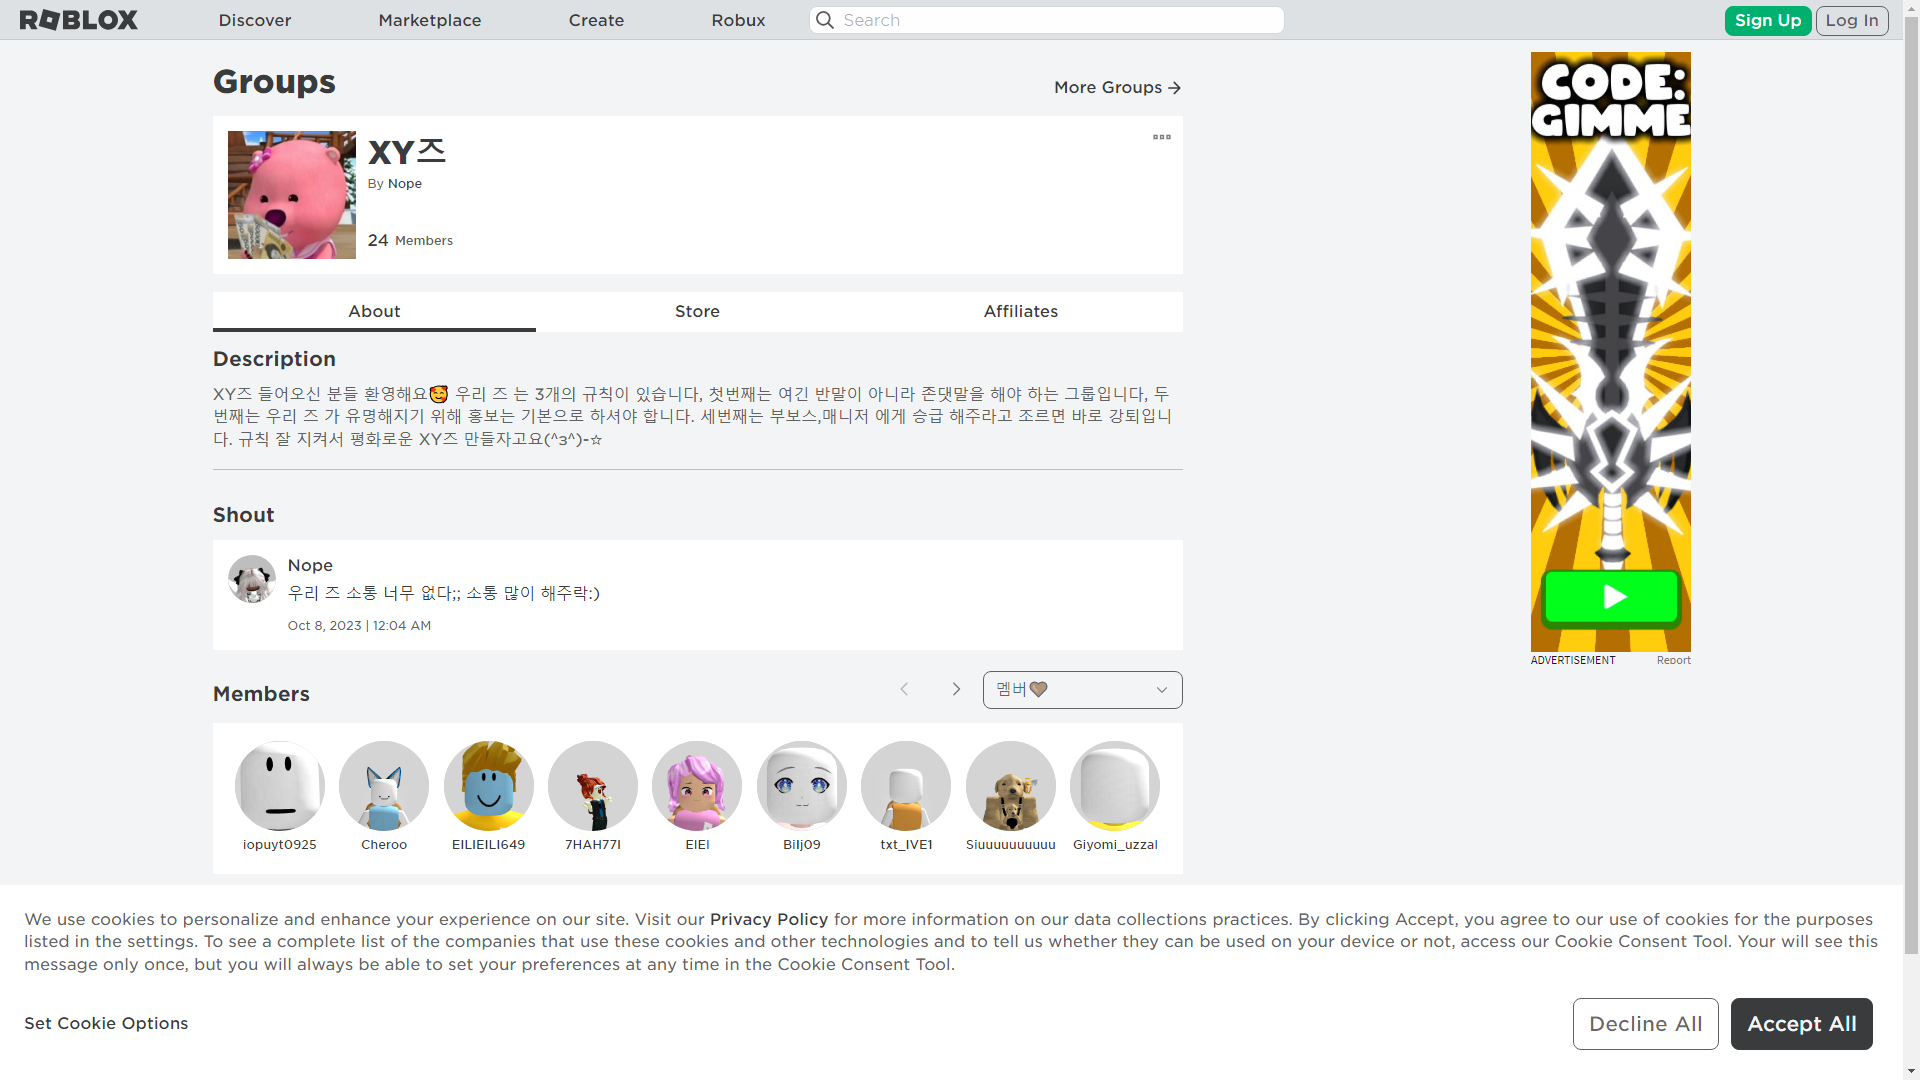 ROBLOX Discover Marketplace Create Robux Search Sign Up Log In
Groups
More Groups
XY즈
By Nope
24 Members
About Store Affiliates
Description
XY즈 들어오신 분들 환영해요🥰 우리 즈 는 3개의 규칙이 있습니다, 첫번째는 여긴 반말이 아니라 존댓말을 해야 하는 그룹입니다, 두
번째는 우리 즈 가 유명해지기 위해 홍보는 기본으로 하셔야 합니다. 세번째는 부보스,매니저 에게 승급 해주라고 조르면 바로 강퇴입니
다. 규칙 잘 지켜서 평화로운 XY즈 만들자고요(^з^)-☆
Shout
Nope
우리 즈 소통 너무 없다;; 소통 많이 해주락:)
Oct 8, 2023 | 12:04 AM
Members
멤버🤎
iopuyt0925 Cheroo EILIEILI649 7HAH77I EIEI Bilj09 txt_IVE1 Siuuuuuuuuuu Giyomi_uzzal
CODE:
GIMME
ADVERTISEMENT Report
We use cookies to personalize and enhance your experience on our site. Visit our Privacy Policy for more information on our data collections practices. By clicking Accept, you agree to our use of cookies for the purposes
listed in the settings. To see a complete list of the companies that use these cookies and other technologies and to tell us whether they can be used on your device or not, access our Cookie Consent Tool. Your will see this
message only once, but you will always be able to set your preferences at any time in the Cookie Consent Tool.
Set Cookie Options
Decline All
Accept All